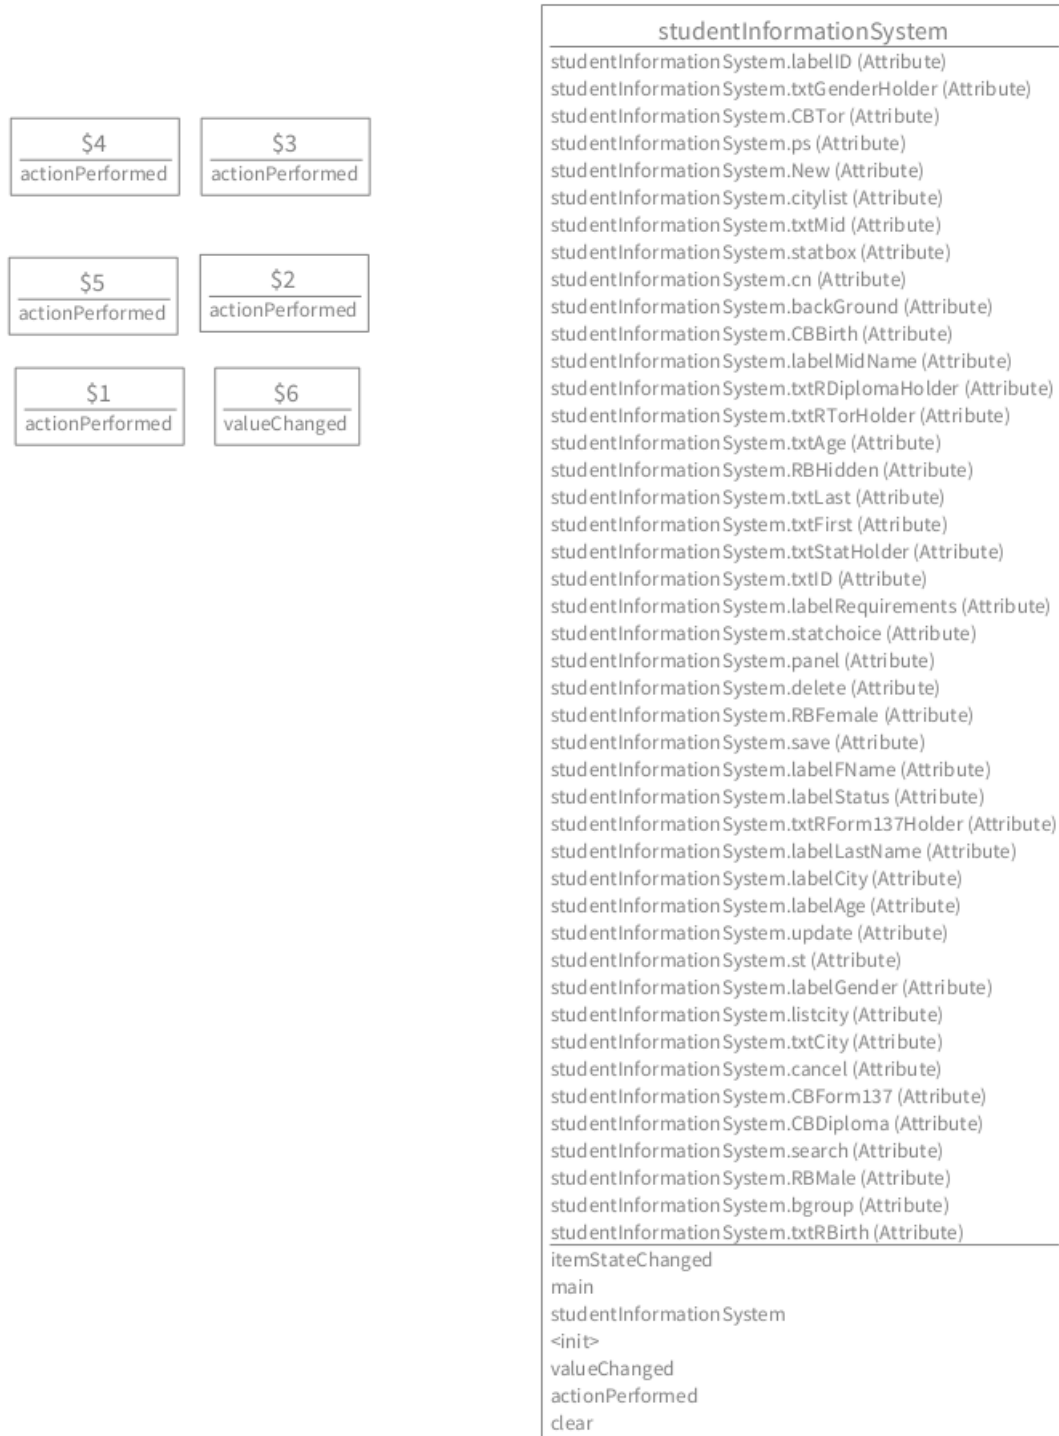 studentInformationSystem
studentInformationSystem.labelID (Attribute)
studentInformationSystem.txtGenderHolder (Attribute)
studentInformationSystem.CBTor (Attribute)
studentInformationSystem.ps (Attribute)
studentInformationSystem.New (Attribute)
studentInformationSystem.citylist (Attribute)
studentInformationSystem.txtMid (Attribute)
studentInformationSystem.statbox (Attribute)
studentInformationSystem.cn (Attribute)
studentInformationSystem.backGround (Attribute)
studentInformationSystem.CBBirth (Attribute)
studentInformationSystem.labelMidName (Attribute)
studentInformationSystem.txtRDiplomaHolder (Attribute)
studentInformationSystem.txtRTorHolder (Attribute)
studentInformationSystem.txtAge (Attribute)
studentInformationSystem.RBHidden (Attribute)
studentInformationSystem.txtLast (Attribute)
studentInformationSystem.txtFirst (Attribute)
studentInformationSystem.txtStatHolder (Attribute)
studentInformationSystem.txtID (Attribute)
studentInformationSystem.labelRequirements (Attribute)
studentInformationSystem.statchoice (Attribute)
studentInformationSystem.panel (Attribute)
studentInformationSystem.delete (Attribute)
studentInformationSystem.RBFemale (Attribute)
studentInformationSystem.save (Attribute)
studentInformationSystem.labelFName (Attribute)
studentInformationSystem.labelStatus (Attribute)
studentInformationSystem.txtRForm137Holder (Attribute)
studentInformationSystem.labelLastName (Attribute)
studentInformationSystem.labelCity (Attribute)
studentInformationSystem.labelAge (Attribute)
studentInformationSystem.update (Attribute)
studentInformationSystem.st (Attribute)
studentInformationSystem.labelGender (Attribute)
studentInformationSystem.listcity (Attribute)
studentInformationSystem.txtCity (Attribute)
studentInformationSystem.cancel (Attribute)
studentInformationSystem.CBForm137 (Attribute)
studentInformationSystem.CBDiploma (Attribute)
studentInformationSystem.search (Attribute)
studentInformationSystem.RBMale (Attribute)
studentInformationSystem.bgroup (Attribute)
studentInformationSystem.txtRBirth (Attribute)
itemStateChanged
main
studentInformationSystem
<init>
valueChanged
actionPerformed
clear
$4
actionPerformed
$3
actionPerformed
$5
actionPerformed
$2
actionPerformed
$1
actionPerformed
$6
valueChanged